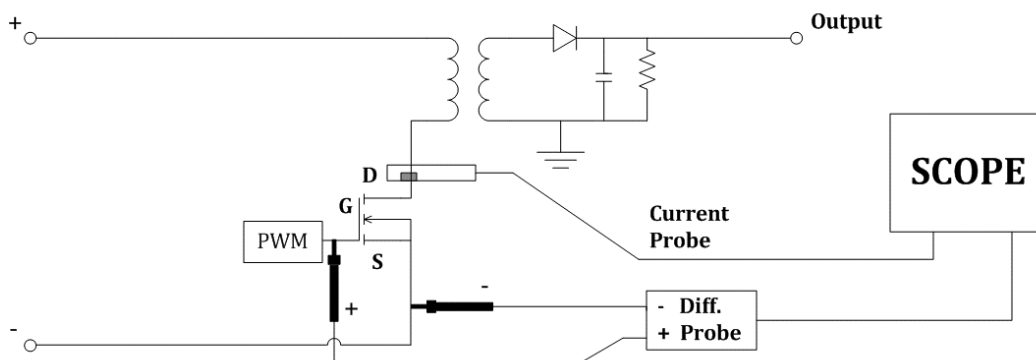 +
Output
D
SCOPE
G
Current
Probe
PWM
S
+
-
- Diff.
+ Probe
-